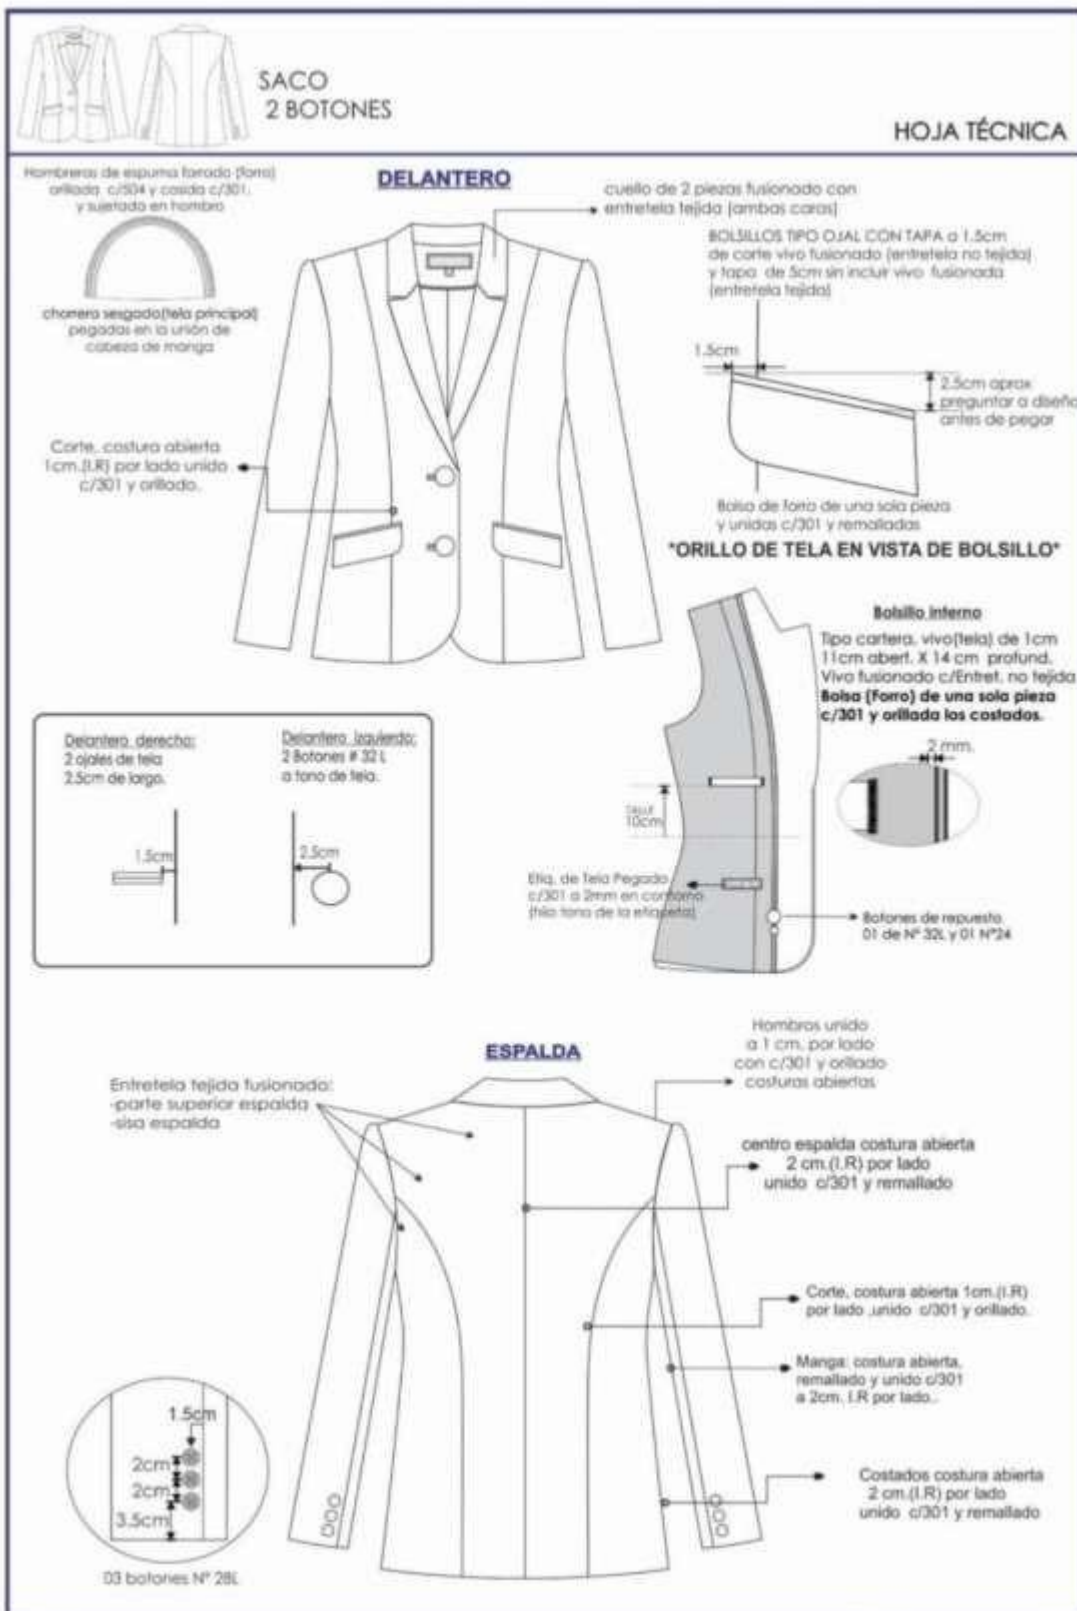 SACO
2 BOTONES
HOJA TÉCNICA
Hombreras de espuma forrado (forro)
orillada c/504 y cosida c/301.
y sujetada en hombro
chorrera sesgado(tela principal)
pegadas en la unión de
cabeza de manga
DELANTERO
cuello de 2 piezas fusionado con
entretela tejida (ambas caras)
BOLSILLOS TIPO OJAL CON TAPA a 1.5cm
de corte vivo fusionado (entretela no tejida)
y tapa de 5cm sin incluir vivo fusionada
(entretela tejida)
1.5cm
2.5cm aprox
preguntar a diseño
antes de pegar
Corte, costura abierta
1cm.(I.R) por lado unido
c/301 y orillado.
Bolsa de forro de una sola pieza
y unidas c/301 y remalladas
"ORILLO DE TELA EN VISTA DE BOLSILLO"
Bolsillo interno
Tipo cartera, vivo(tela) de 1cm
11cm abert. X 14 cm profund.
Vivo fusionado c/Entret. no tejida
Bolsa (Forro) de una sola pieza
c/301 y orillada los costados.
2 mm.
Delantero derecho:
2 ojales de tela
2.5cm de largo.
1.5cm
Delantero izquierdo:
2 Botones # 32 L
a tono de tela.
2.5cm
10cm
Etiq. de Tela Pegado
c/301 a 2mm en contorno
(hilo tono de la etiqueta)
Botones de repuesto
01 de N° 32L y 01 N°24
ESPALDA
Hombros unido
a 1 cm. por lado
con c/301 y orillado
costuras abiertas
Entretela tejida fusionado:
-parte superior espalda
-sisa espalda
centro espalda costura abierta
2 cm.(I.R) por lado
unido c/301 y remallado
Corte, costura abierta 1cm.(I.R)
por lado ,unido c/301 y orillado.
Manga: costura abierta,
remallado y unido c/301
a 2cm. I.R por lado..
Costados costura abierta
2 cm.(I.R) por lado
unido c/301 y remallado
1.5cm
2cm
2cm
3.5cm
03 botones N° 28L